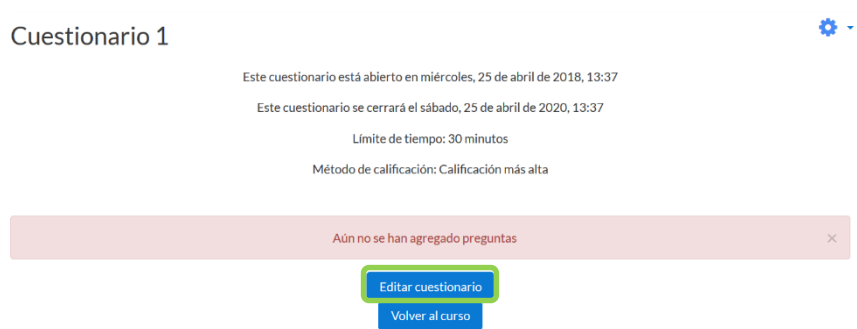 Cuestionario 1
Este cuestionario está abierto en miércoles, 25 de abril de 2018, 13:37
Este cuestionario se cerrará el sábado, 25 de abril de 2020, 13:37
Límite de tiempo: 30 minutos
Método de calificación: Calificación más alta
Aún no se han agregado preguntas
Editar cuestionario
Volver al curso